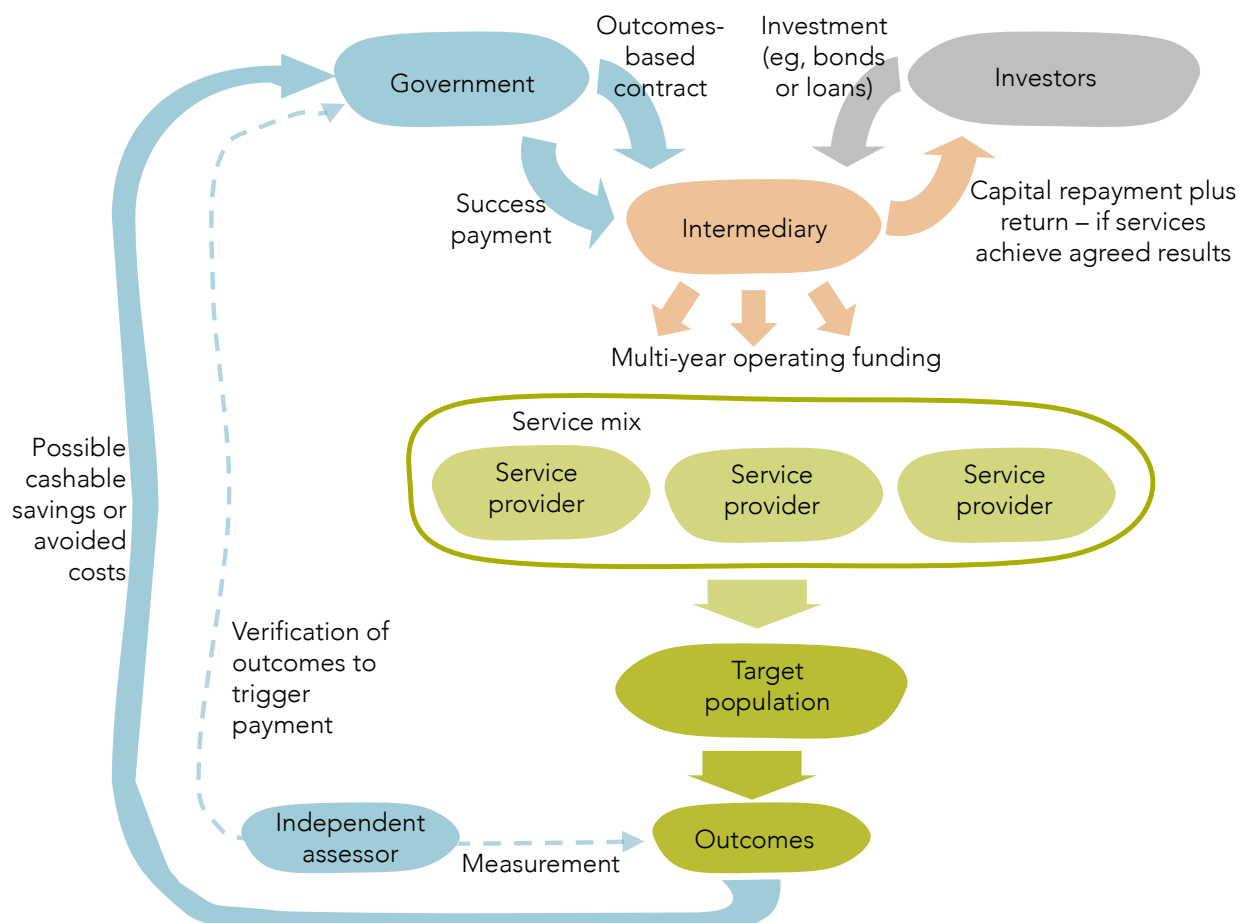 Government
Outcomes-
based
contract
Investment
(eg, bonds
or loans)
Investors
Success
payment
Intermediary
Capital repayment plus
return – if services
achieve agreed results
Multi-year operating funding
Service mix
Service
provider
Service
provider
Service
provider
Possible
cashable
savings or
avoided
costs
Verification of
outcomes to
trigger
payment
Target
population
Independent
assessor
Measurement
Outcomes